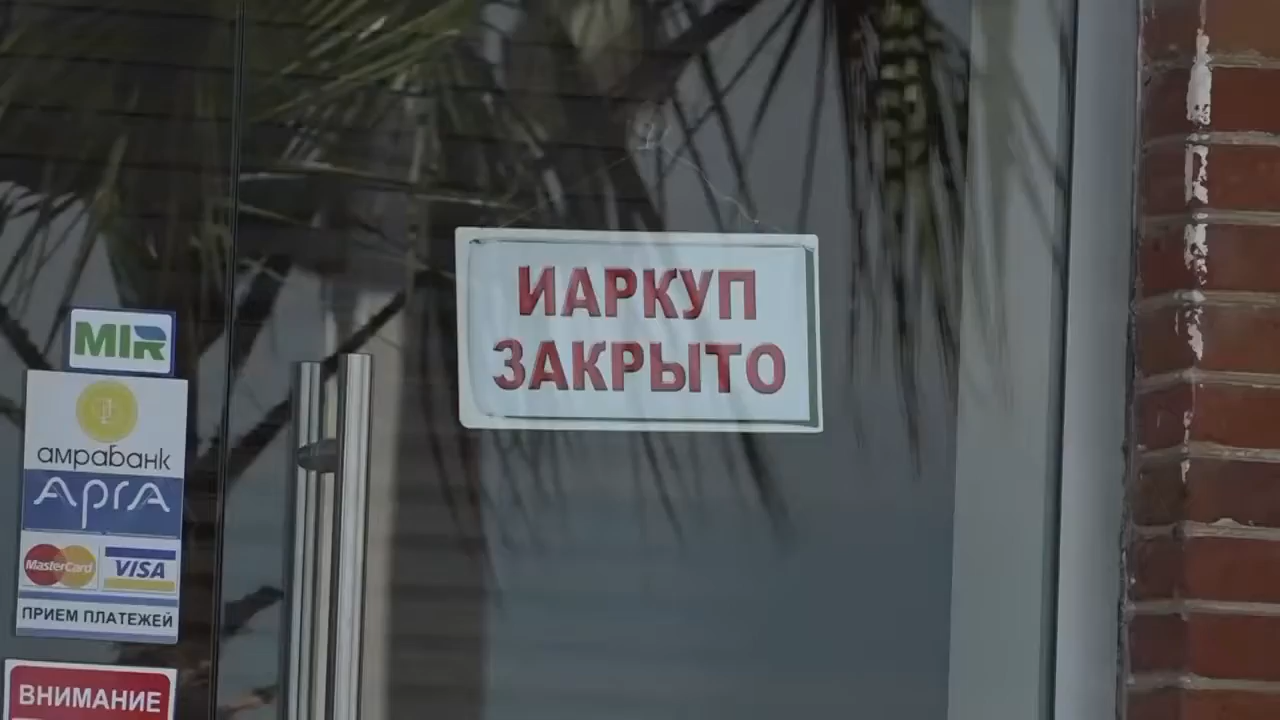 ИАРКУП
ЗАКРЫТО
MIR
амрабанк
АРГА
MasterCard
VISA
ПРИЕМ ПЛАТЕЖЕЙ
ВНИМАНИЕ